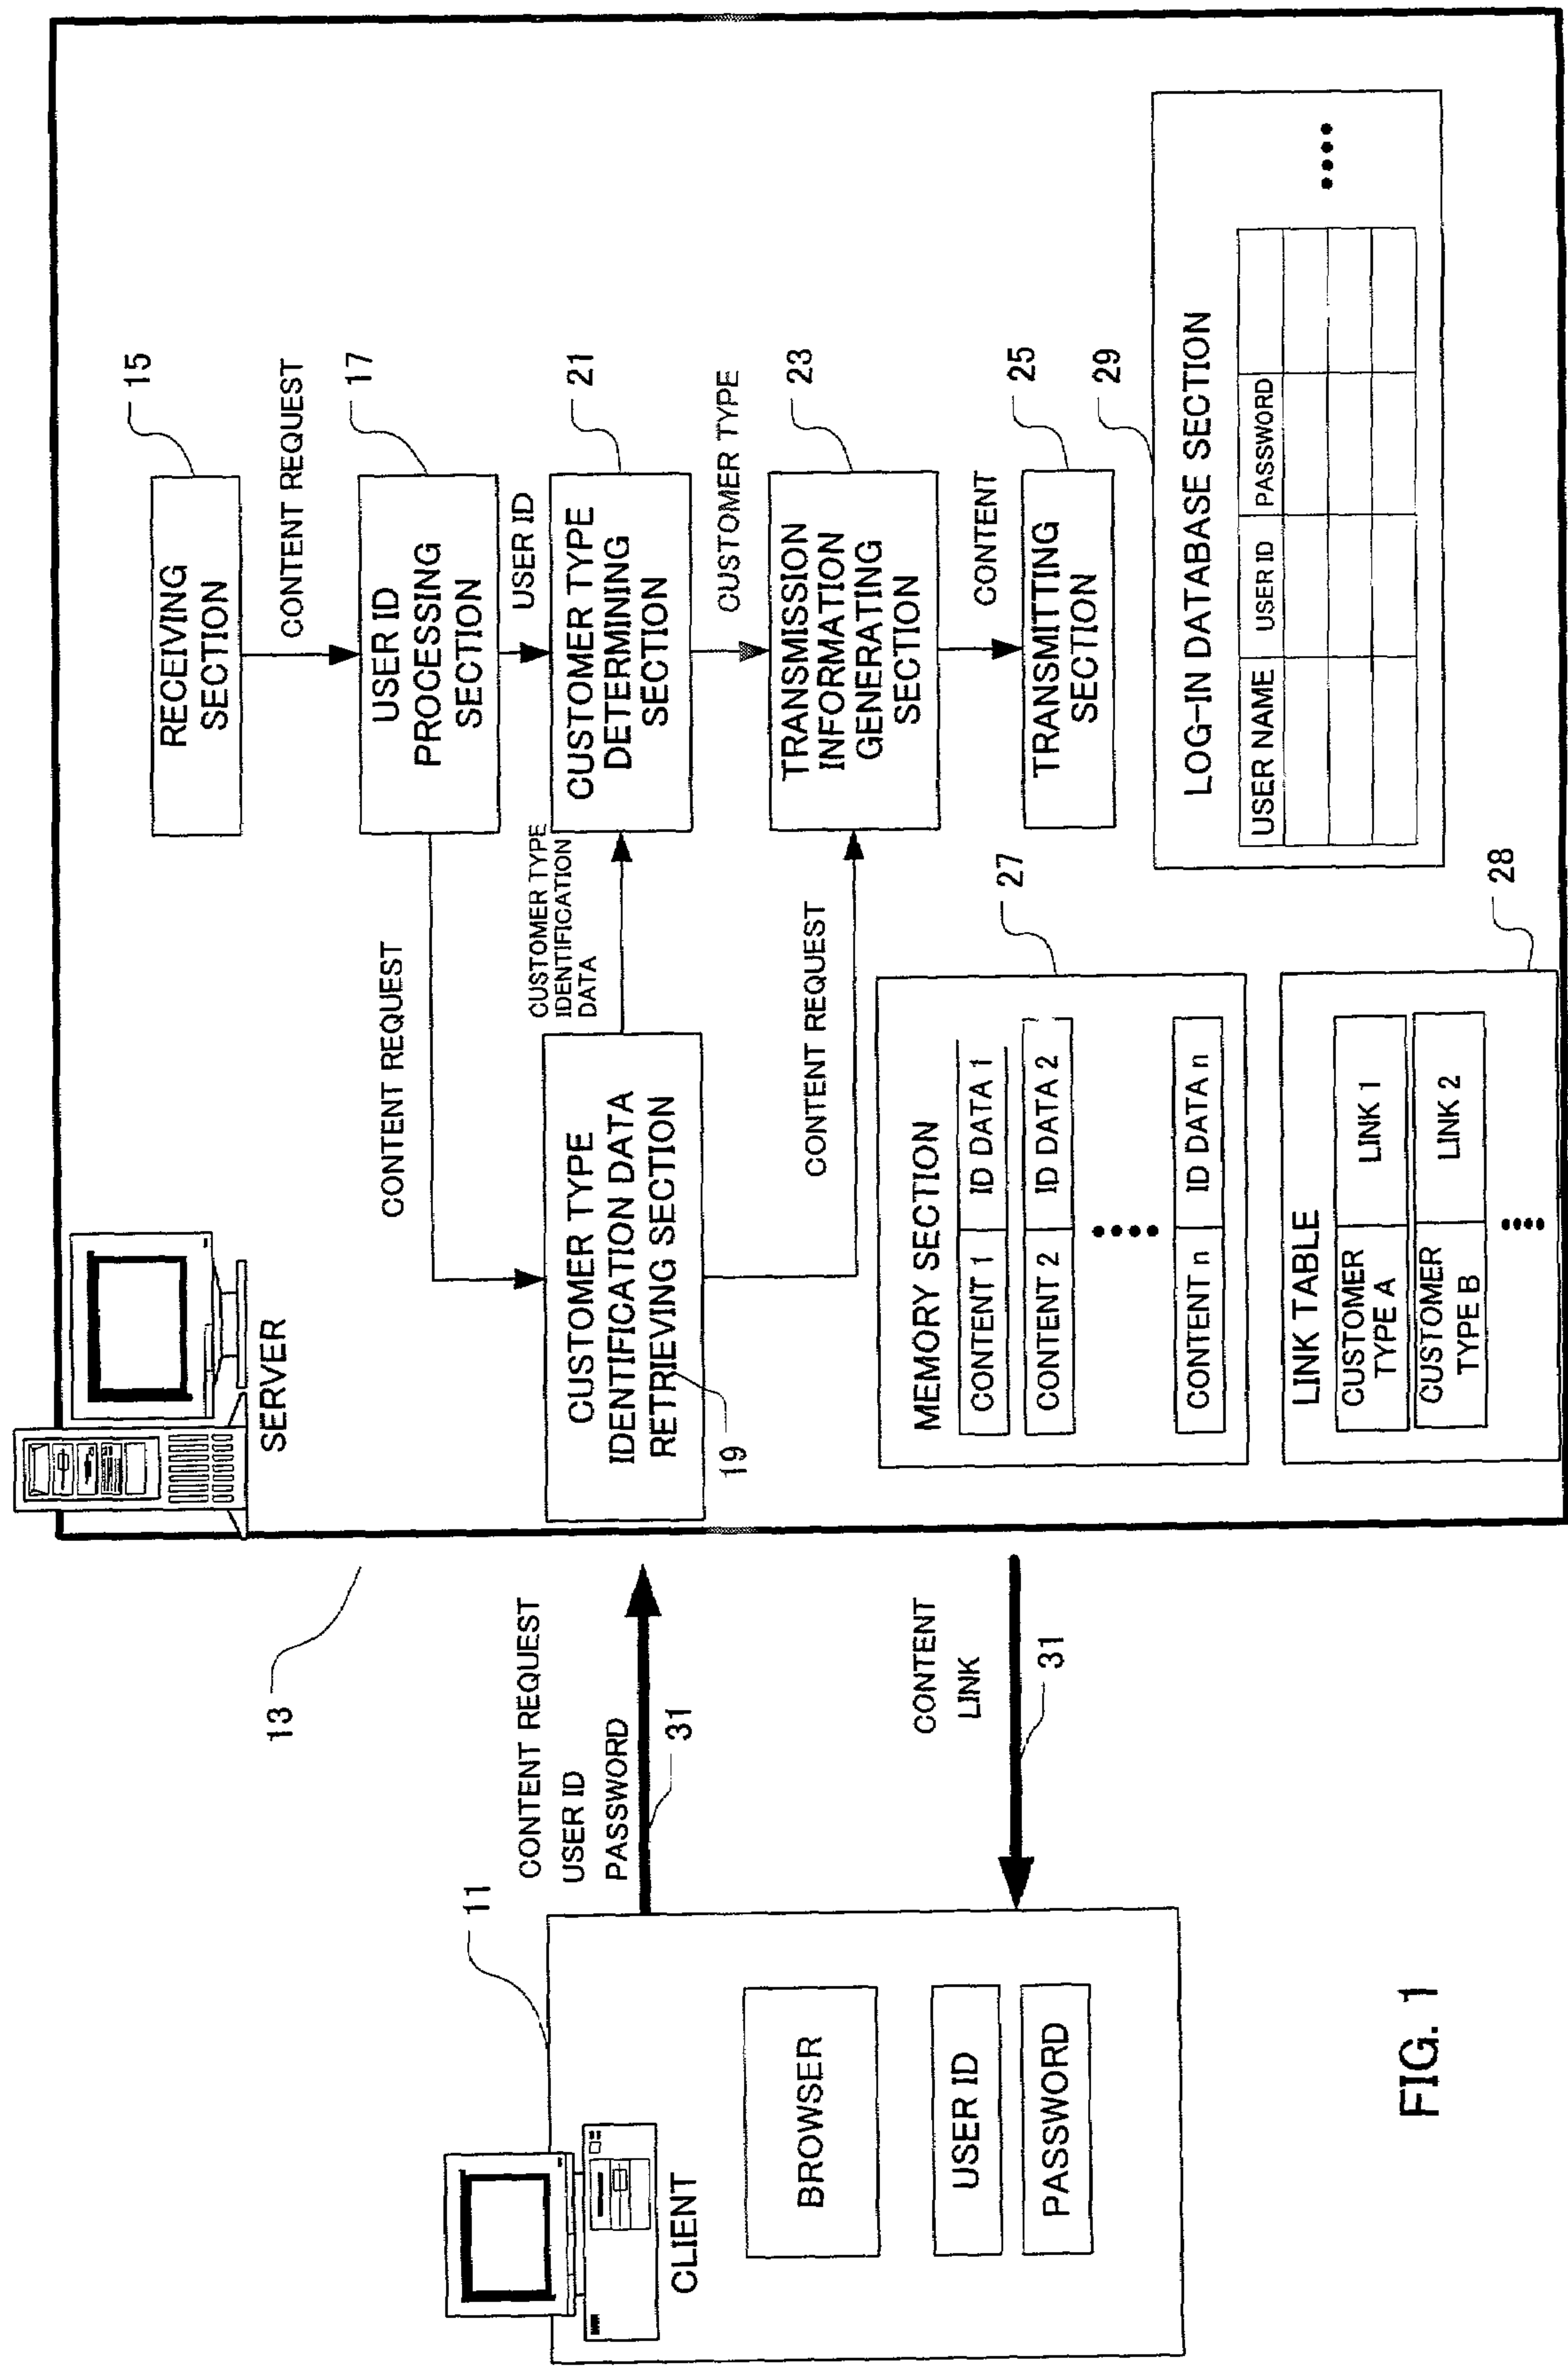 11
CLIENT
BROWSER
USER ID
PASSWORD
CONTENT REQUEST
USER ID
PASSWORD
31
CONTENT
LINK
31
13
SERVER
RECEIVING
SECTION
15
CONTENT REQUEST
USER ID
PROCESSING
SECTION
17
CONTENT REQUEST
USER ID
CUSTOMER TYPE
IDENTIFICATION DATA
RETRIEVING SECTION
19
CUSTOMER TYPE
IDENTIFICATION
DATA
CUSTOMER TYPE
DETERMINING
SECTION
21
CUSTOMER TYPE
CONTENT REQUEST
TRANSMISSION
INFORMATION
GENERATING
SECTION
23
CONTENT
TRANSMITTING
SECTION
25
MEMORY SECTION
27
CONTENT 1 ID DATA 1
CONTENT 2 ID DATA 2
CONTENT n ID DATA n
LINK TABLE
28
CUSTOMER
TYPE A
LINK 1
CUSTOMER
TYPE B
LINK 2
LOG-IN DATABASE SECTION
29
USER NAME USER ID PASSWORD
FIG. 1